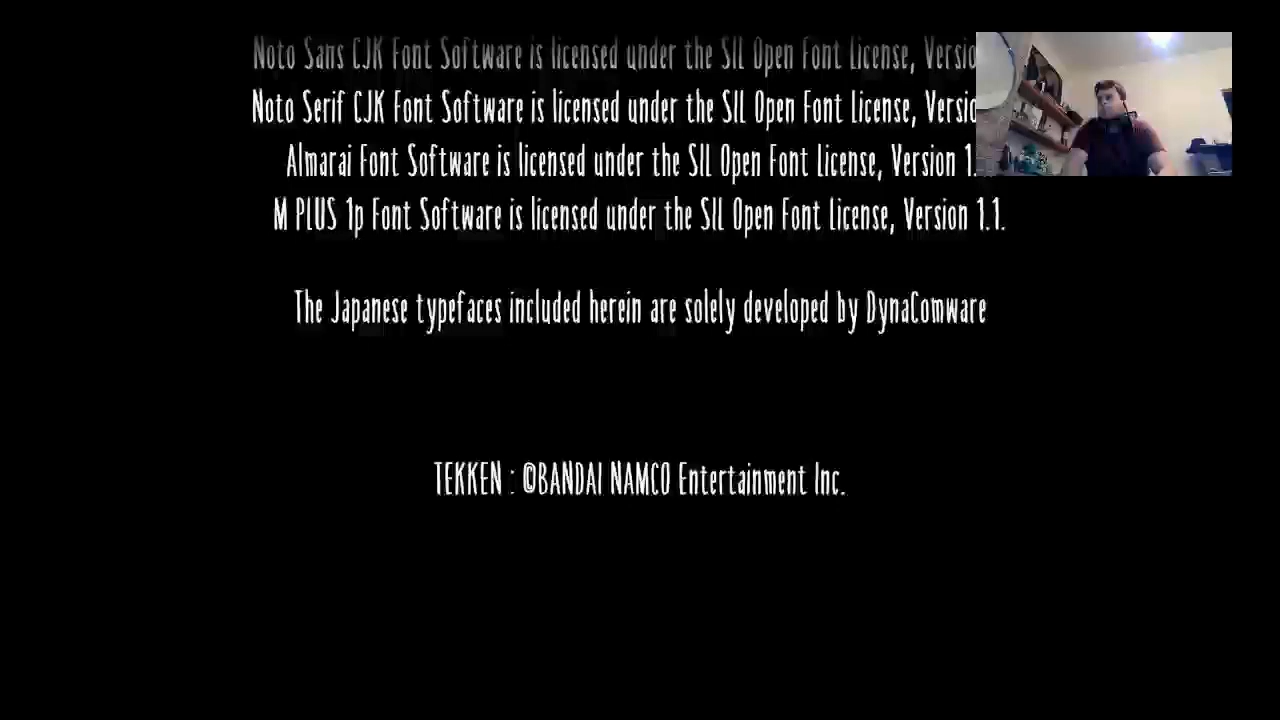 Noto Sans CJK Font Software is licensed under the SIL Open Font License, Versio
Noto Serif CJK Font Software is licensed under the SIL Open Font License, Versio
Almarai Font Software is licensed under the SIL Open Font License, Version 1.
M PLUS 1p Font Software is licensed under the SIL Open Font License, Version 1.1.
The Japanese typefaces included herein are solely developed by DynaComware
TEKKEN : ©BANDAI NAMCO Entertainment Inc.